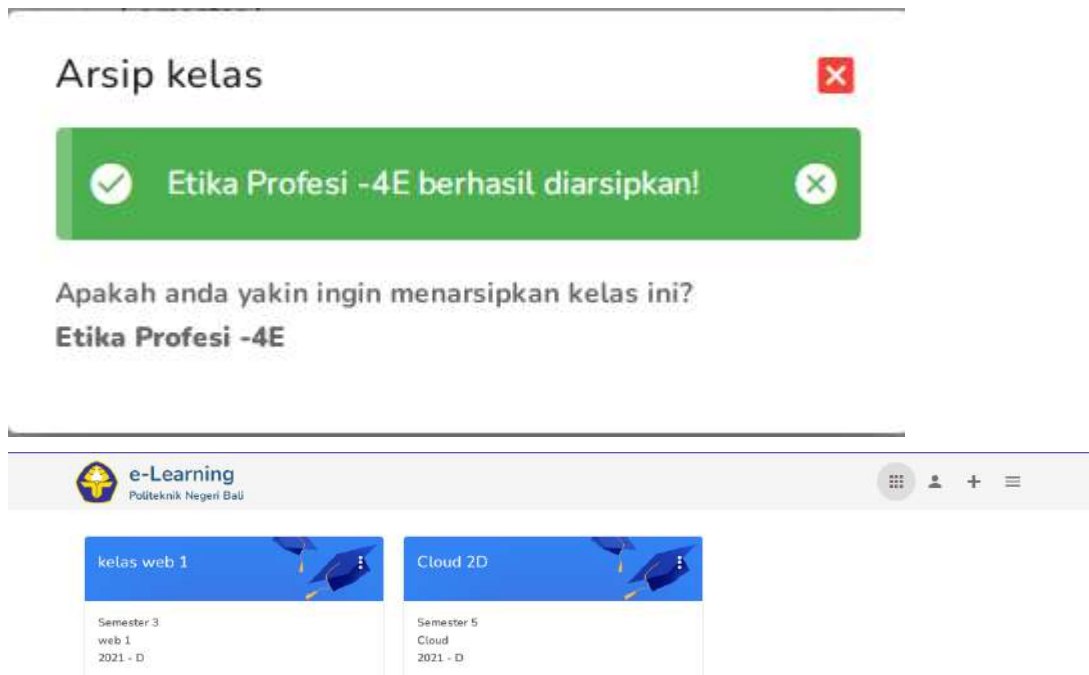 Arsip kelas
Etika Profesi -4E berhasil diarsipkan!
Apakah anda yakin ingin menarsipkan kelas ini?
Etika Profesi -4E
e-Learning
Politeknik Negeri Bali
kelas web 1
Semester 3
web 1
2021 - D
Cloud 2D
Semester 5
Cloud
2021 - D